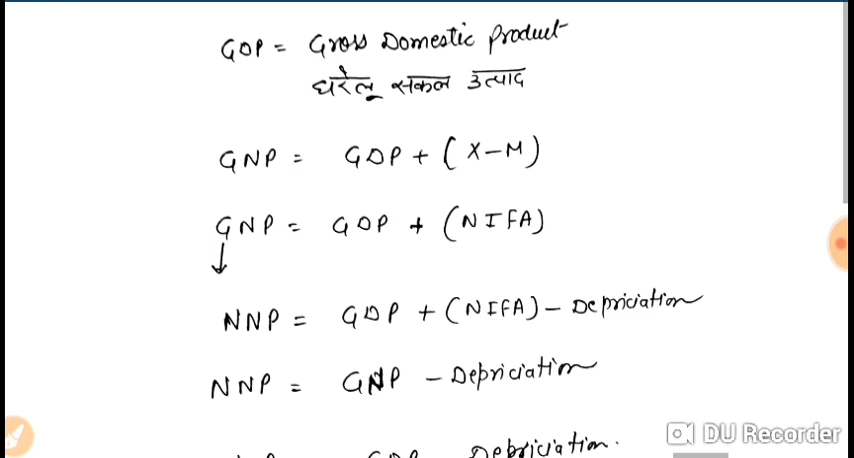 GDP = Gross Domestic Product
घरेलू सकल उत्पाद
GNP = GDP + (X-M)
GNP = GDP + (NIFA)
↓
NNP = GDP + (NIFA) - Depriciation
NNP = GNP - Depriciation
Depriciation.
DU Recorder